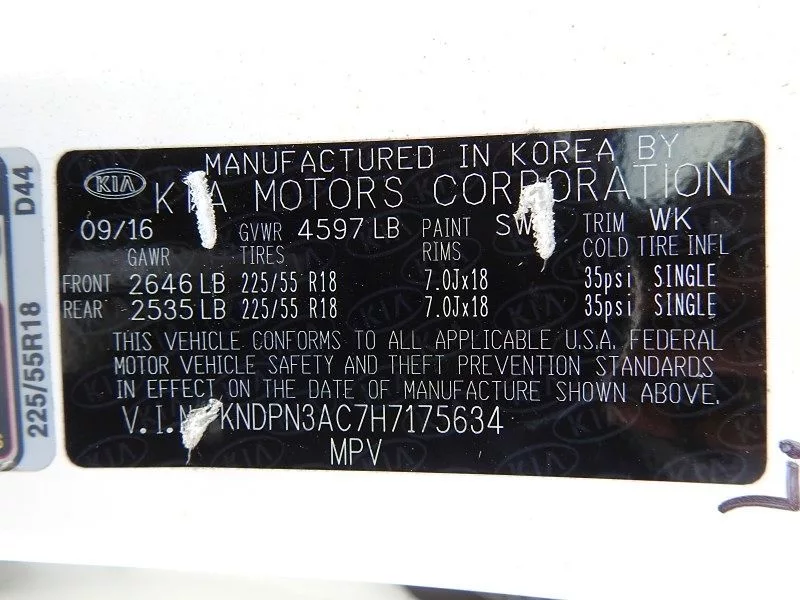 MANUFACTURED IN KOREA BY
KIA
KIA MOTORS CORPORATION
09/16 GVWR 4597 LB PAINT SW TRIM WK
GAWR TIRES RIMS COLD TIRE INFL
FRONT 2646 LB 225/55 R18 7.0Jx18 35psi SINGLE
REAR 2535 LB 225/55 R18 7.0Jx18 35psi SINGLE
THIS VEHICLE CONFORMS TO ALL APPLICABLE U.S.A. FEDERAL
MOTOR VEHICLE SAFETY AND THEFT PREVENTION STANDARDS
IN EFFECT ON THE DATE OF MANUFACTURE SHOWN ABOVE.
V.I.N KNDPN3AC7H7175634
MPV
225/55R18 D44